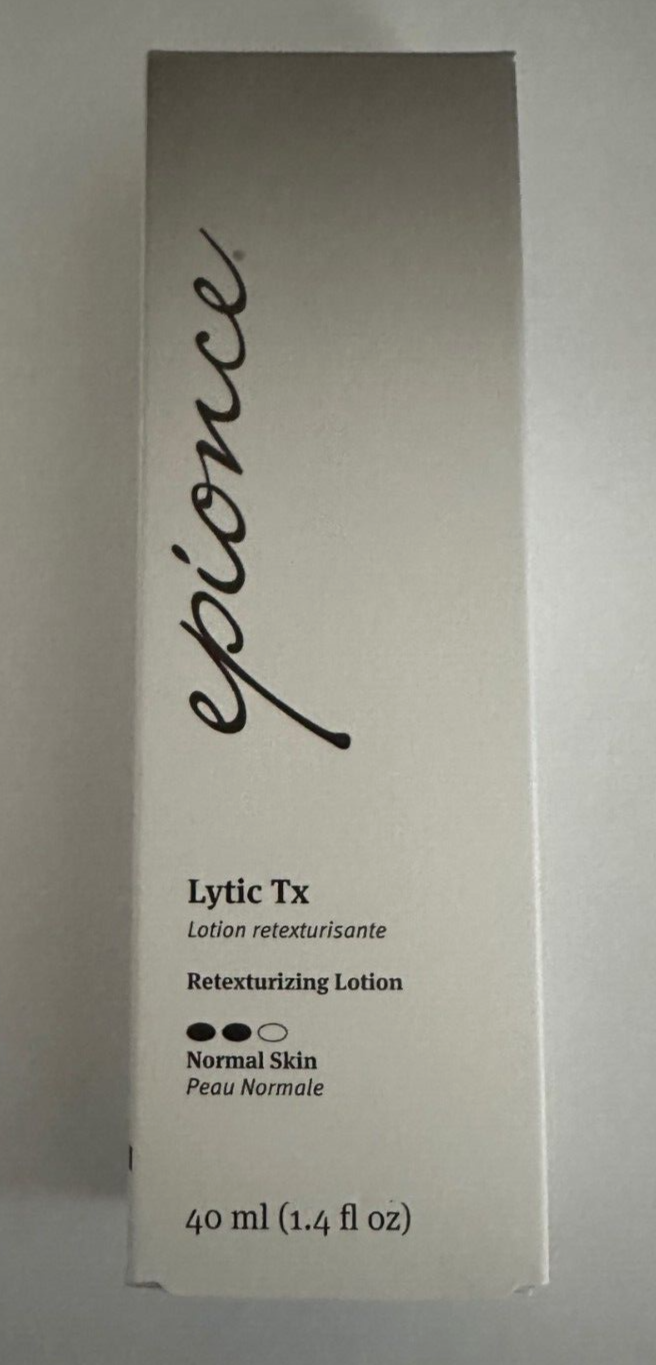 epionce
Lytic Tx
Lotion retexturisante
Retexturizing Lotion
Normal Skin
Peau Normale
40 ml (1.4 fl oz)